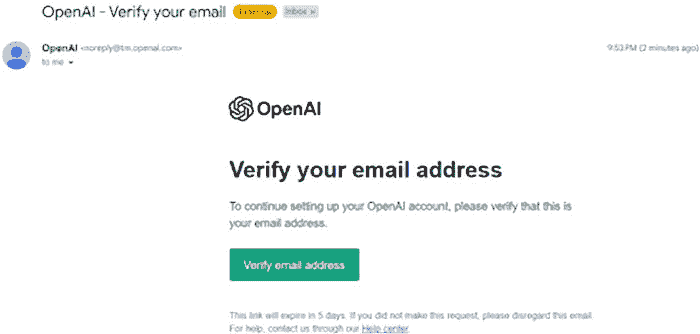 OpenAI - Verify your email Inbox x
OpenAI <noreply@tm.openai.com> 9:53 PM (2 minutes ago)
to me
OpenAI
Verify your email address
To continue setting up your OpenAI account, please verify that this is
your email address.
Verify email address
This link will expire in 5 days. If you did not make this request, please disregard this email.
For help, contact us through our Help center.